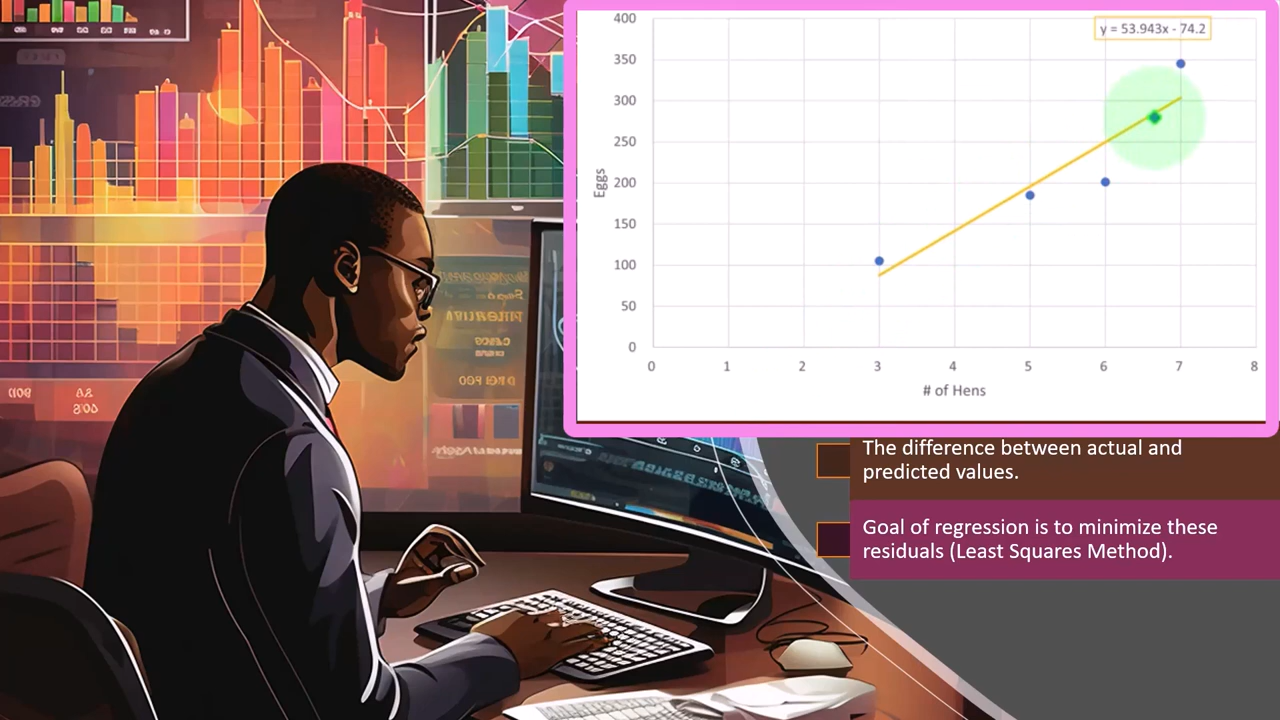 400
y = 53.943x - 74.2
350
300
250
200
150
100
50
0
Eggs
0 1 2 3 4 5 6 7 8
# of Hens
The difference between actual and
predicted values.
Goal of regression is to minimize these
residuals (Least Squares Method).